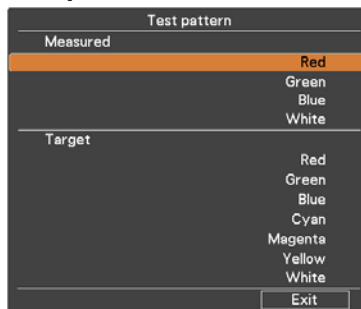 Test pattern
Measured
Red
Green
Blue
White
Target
Red
Green
Blue
Cyan
Magenta
Yellow
White
Exit